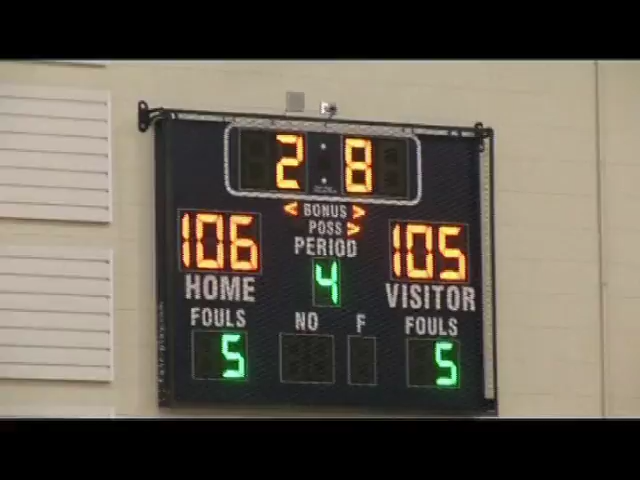 2 8
< BONUS >
POSS >
106 PERIOD 105
HOME 4 VISITOR
FOULS NO F FOULS
5 5